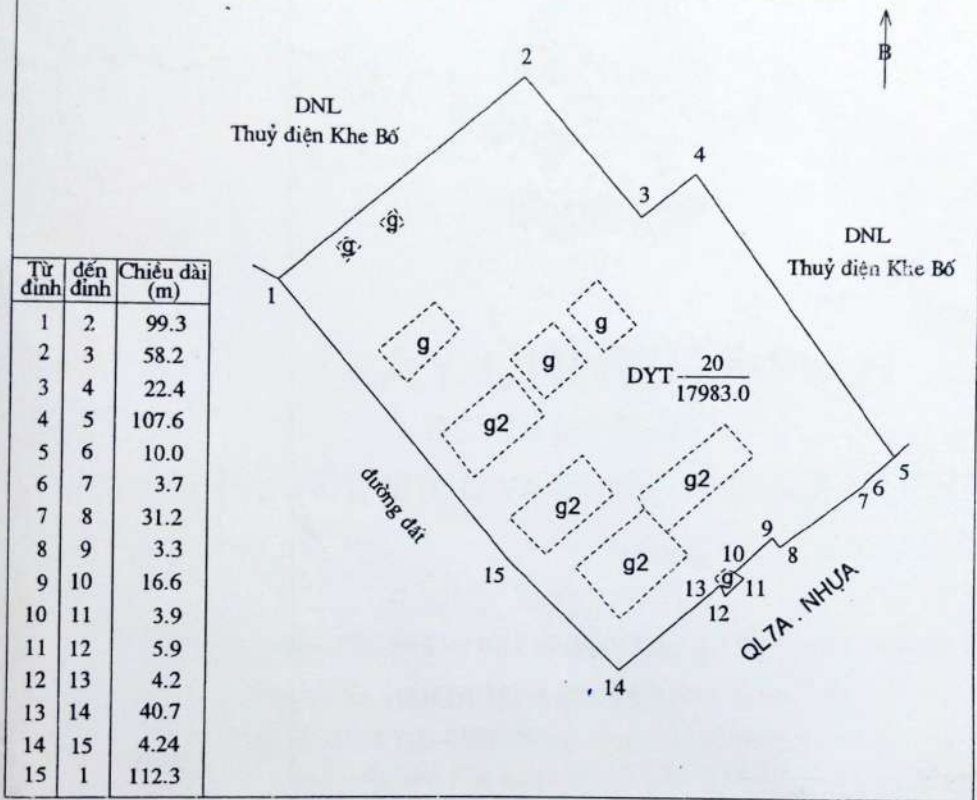 B
2
DNL
Thuỷ điện Khe Bố
4
3
DNL
Thuỷ điện Khe Bố
g
g
1
g
g
g
DYT 20
17983.0
g2
g2
g2
g2
đường đất
5
6
7
8
9
10
g
11
12
13
14
15
QL7A . NHỰA
Từ đỉnh đến đỉnh Chiều dài (m)
1 2 99.3
2 3 58.2
3 4 22.4
4 5 107.6
5 6 10.0
6 7 3.7
7 8 31.2
8 9 3.3
9 10 16.6
10 11 3.9
11 12 5.9
12 13 4.2
13 14 40.7
14 15 4.24
15 1 112.3